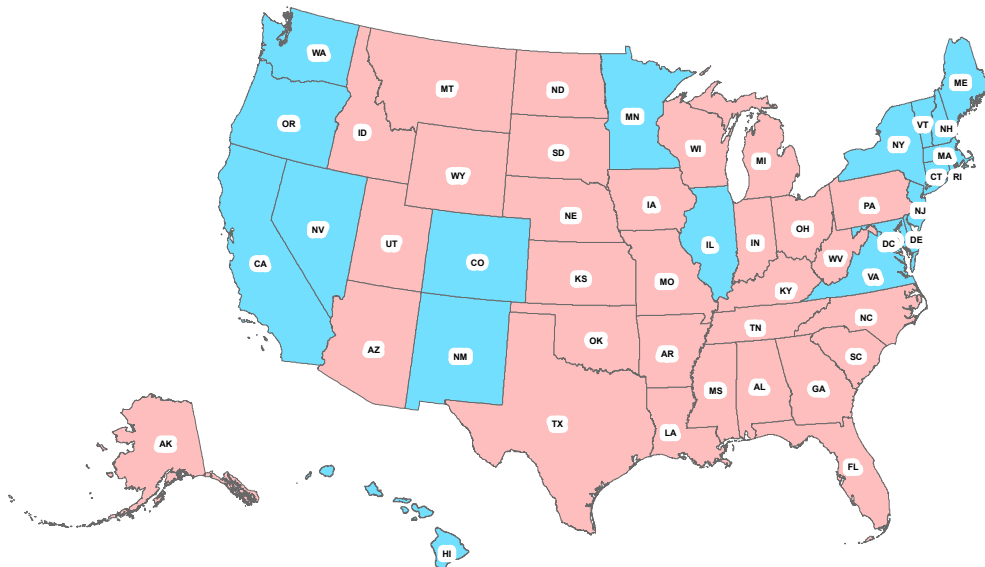 WA
MT
ND
MN
ME
OR
ID
SD
WI
MI
NY
VT
NH
MA
CT
RI
WY
NE
IA
PA
NJ
NV
UT
CO
IL
IN
OH
WV
DC
DE
CA
KS
MO
KY
VA
AZ
NM
OK
AR
TN
NC
SC
MS
AL
GA
TX
LA
FL
AK
HI